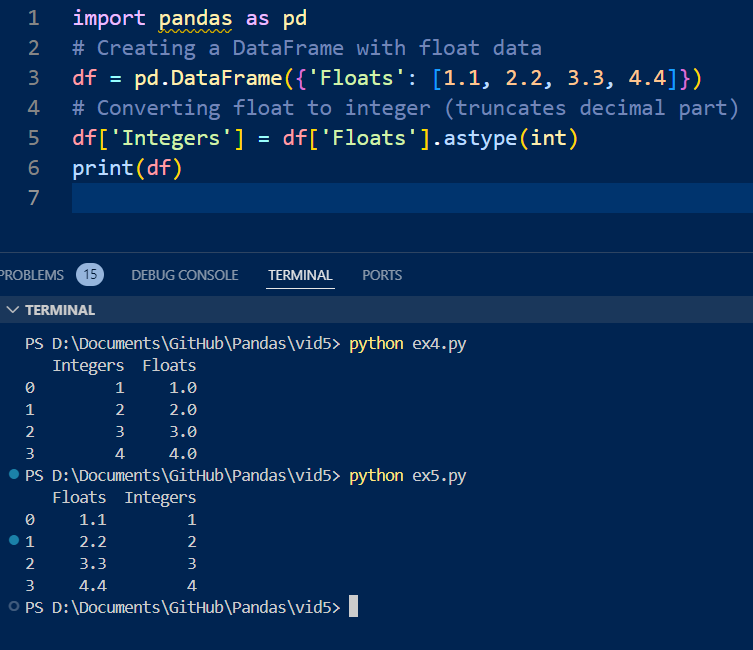 1 import pandas as pd
2 # Creating a DataFrame with float data
3 df = pd.DataFrame({'Floats': [1.1, 2.2, 3.3, 4.4]})
4 # Converting float to integer (truncates decimal part)
5 df['Integers'] = df['Floats'].astype(int)
6 print(df)
7
PROBLEMS 15 DEBUG CONSOLE TERMINAL PORTS
TERMINAL
PS D:\Documents\GitHub\Pandas\vid5> python ex4.py
   Integers  Floats
0         1     1.0
1         2     2.0
2         3     3.0
3         4     4.0
PS D:\Documents\GitHub\Pandas\vid5> python ex5.py
   Floats  Integers
0     1.1         1
1     2.2         2
2     3.3         3
3     4.4         4
PS D:\Documents\GitHub\Pandas\vid5>